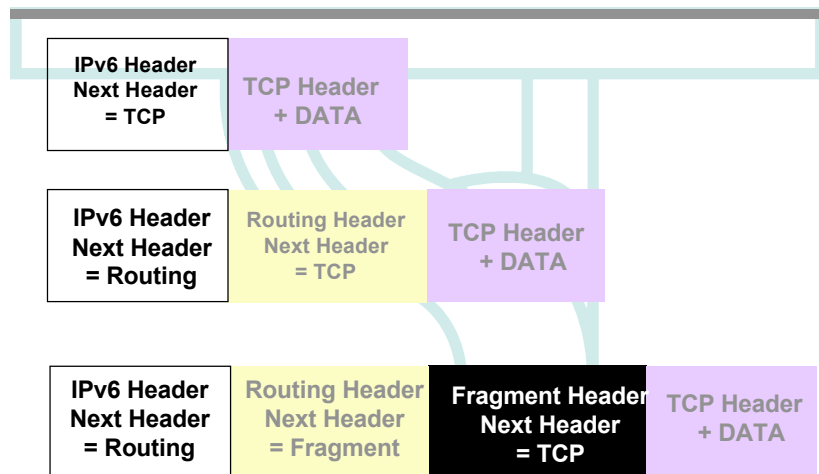 IPv6 Header
Next Header
= TCP
TCP Header
+ DATA
IPv6 Header
Next Header
= Routing
Routing Header
Next Header
= TCP
TCP Header
+ DATA
IPv6 Header
Next Header
= Routing
Routing Header
Next Header
= Fragment
Fragment Header
Next Header
= TCP
TCP Header
+ DATA